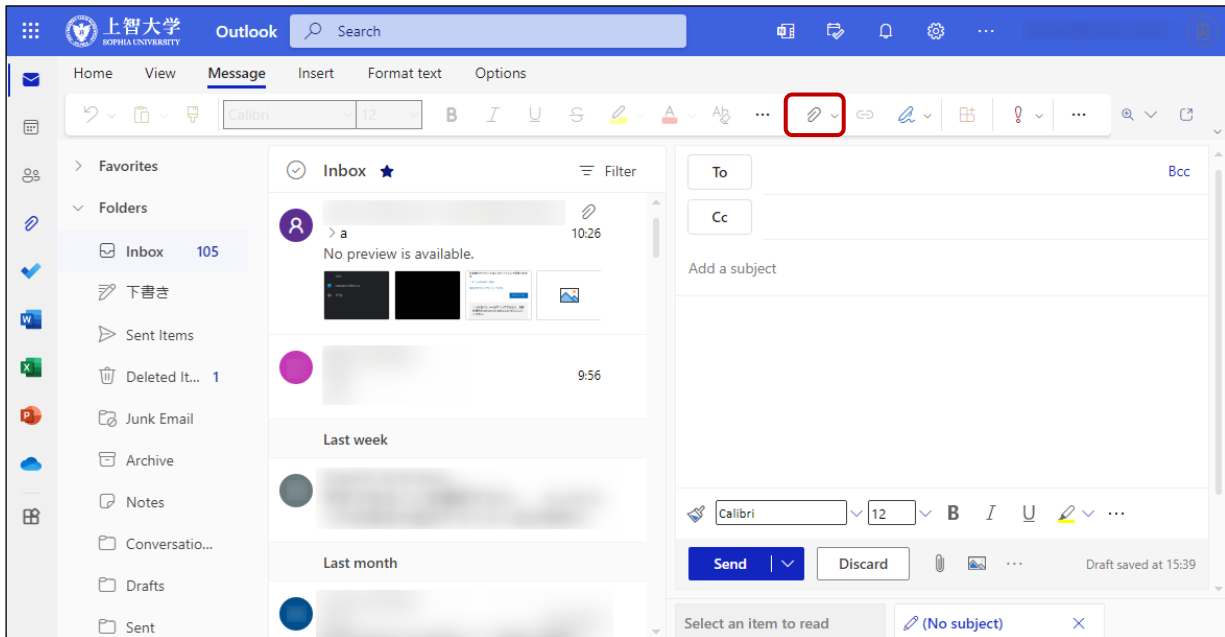 上智大学
SOPHIA UNIVERSITY
Outlook
Search
Home View Message Insert Format text Options
Calibri 12 B I U S A Ab
Favorites
Folders
Inbox 105
下書き
Sent Items
Deleted It... 1
Junk Email
Archive
Notes
Conversatio...
Drafts
Sent
Inbox Filter
A
a
10:26
No preview is available.
9:56
Last week
Last month
To
Bcc
Cc
Add a subject
Calibri 12 B I U
Send Discard Draft saved at 15:39
Select an item to read
(No subject)